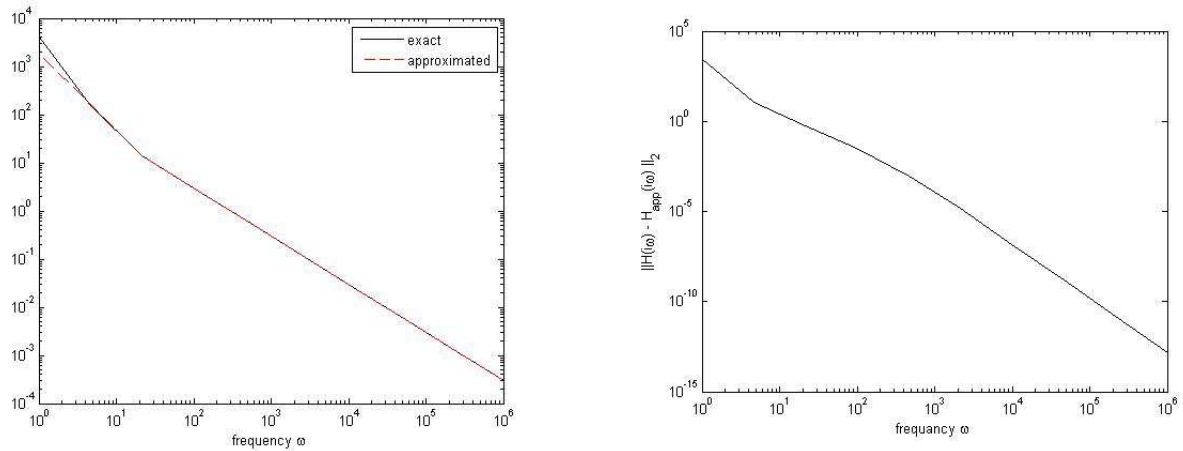 10^4
10^3
10^2
10^1
10^0
10^-1
10^-2
10^-3
10^-4
exact
approximated
10^0 10^1 10^2 10^3 10^4 10^5 10^6
frequency ω
10^5
10^0
10^-5
10^-10
10^-15
||H(iω) - H_app(iω) ||_2
10^0 10^1 10^2 10^3 10^4 10^5 10^6
frequancy ω